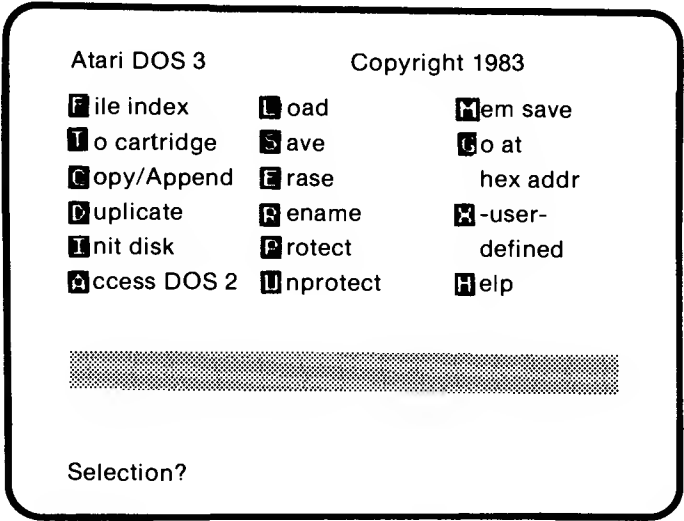 Atari DOS 3 Copyright 1983
File index Load Mem save
To cartridge Save Go at
Copy/Append Erase hex addr
Duplicate Rename X -user-
Init disk Protect defined
Access DOS 2 Unprotect Help
Selection?